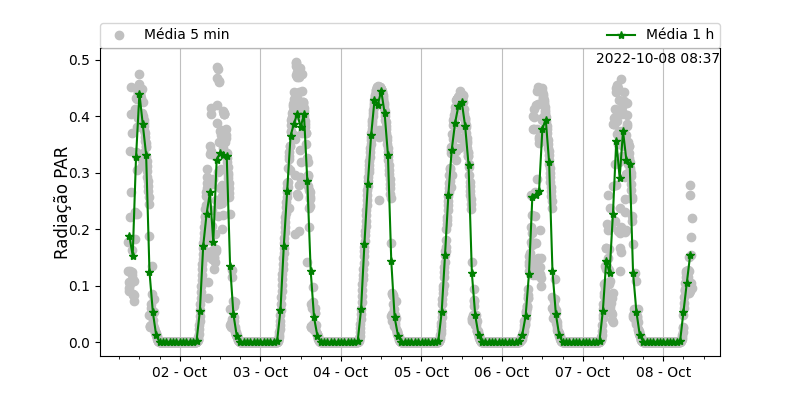 Média 5 min
Média 1 h
2022-10-08 08:37
0.5
0.4
0.3
0.2
0.1
0.0
Radiação PAR
02 - Oct
03 - Oct
04 - Oct
05 - Oct
06 - Oct
07 - Oct
08 - Oct